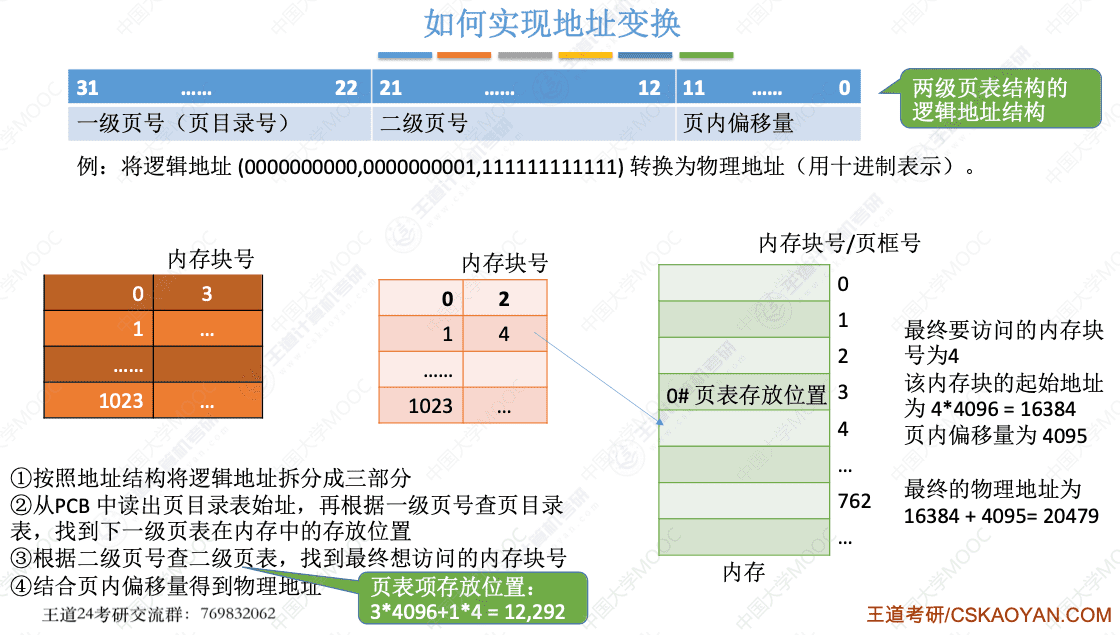 如何实现地址变换
31 …… 22 21 …… 12 11 …… 0
一级页号（页目录号） 二级页号 页内偏移量
两级页表结构的
逻辑地址结构
例：将逻辑地址 (0000000000,0000000001,111111111111) 转换为物理地址（用十进制表示）。
内存块号
0 3
1 …
……
1023 …
内存块号
0 2
1 4
……
1023 …
内存块号/页框号
0
1
2
0# 页表存放位置 3
4
…
762
…
内存
最终要访问的内存块
号为4
该内存块的起始地址
为 4*4096 = 16384
页内偏移量为 4095
最终的物理地址为
16384 + 4095= 20479
①按照地址结构将逻辑地址拆分成三部分
②从PCB 中读出页目录表始址，再根据一级页号查页目录
表，找到下一级页表在内存中的存放位置
③根据二级页号查二级页表，找到最终想访问的内存块号
④结合页内偏移量得到物理地址
页表项存放位置：
3*4096+1*4 = 12,292
王道24考研交流群：769832062
王道考研/CSKAOYAN.COM